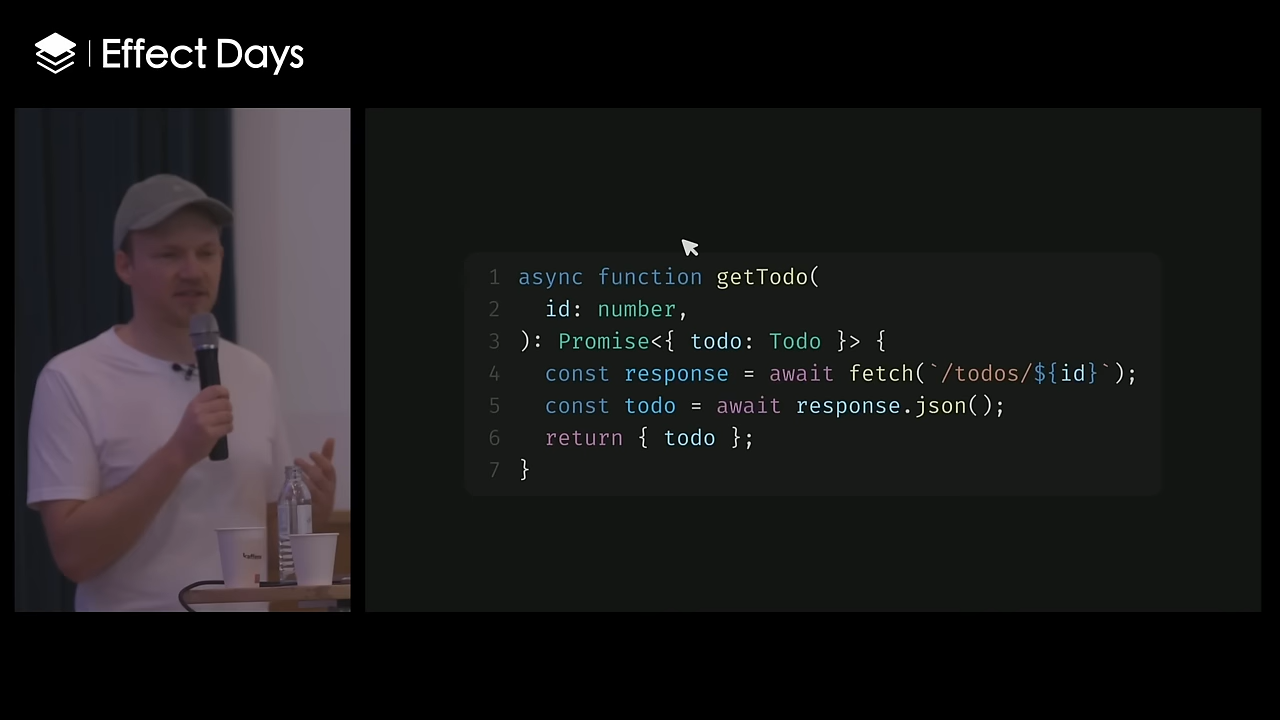 Effect Days
1 async function getTodo(
2   id: number,
3 ): Promise<{ todo: Todo }> {
4   const response = await fetch(`/todos/${id}`);
5   const todo = await response.json();
6   return { todo };
7 }